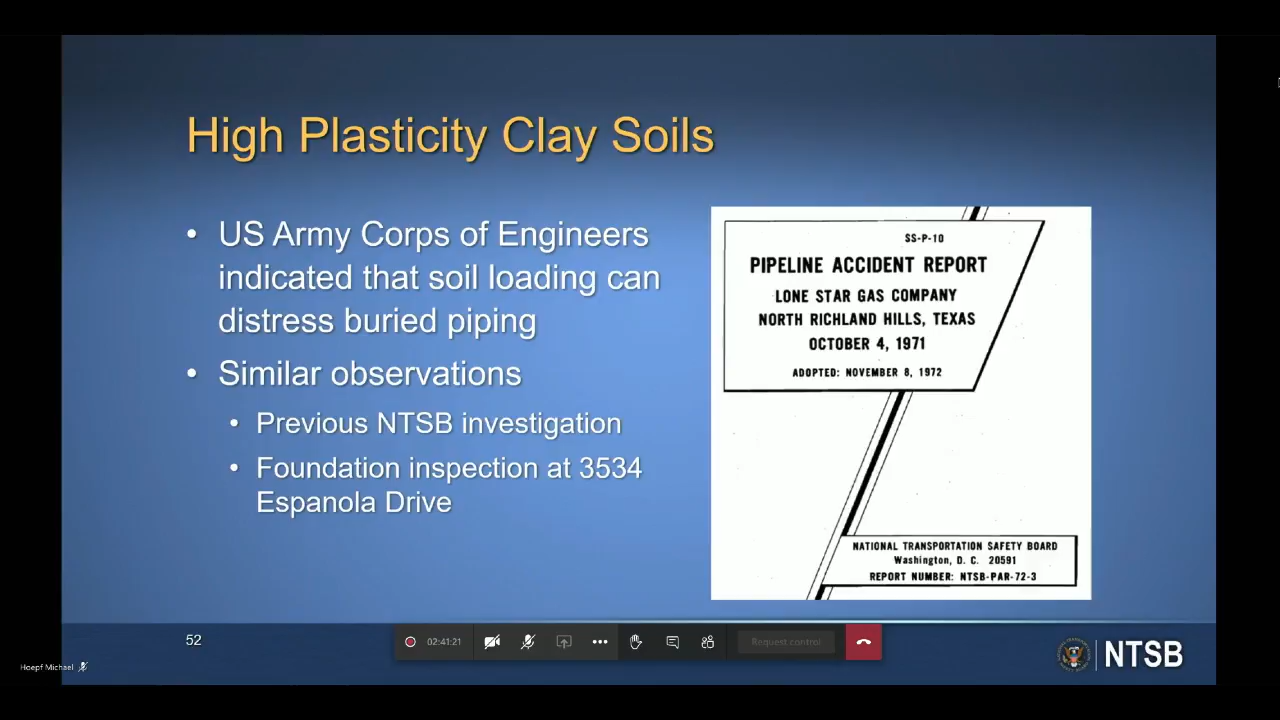 High Plasticity Clay Soils
• US Army Corps of Engineers
indicated that soil loading can
distress buried piping
• Similar observations
• Previous NTSB investigation
• Foundation inspection at 3534
Espanola Drive
SS-P-10
PIPELINE ACCIDENT REPORT
LONE STAR GAS COMPANY
NORTH RICHLAND HILLS, TEXAS
OCTOBER 4, 1971
ADOPTED: NOVEMBER 8, 1972
NATIONAL TRANSPORTATION SAFETY BOARD
Washington, D. C. 20591
REPORT NUMBER: NTSB-PAR-72-3
52
02:41:21
Request control
Hoepf Michael
NTSB